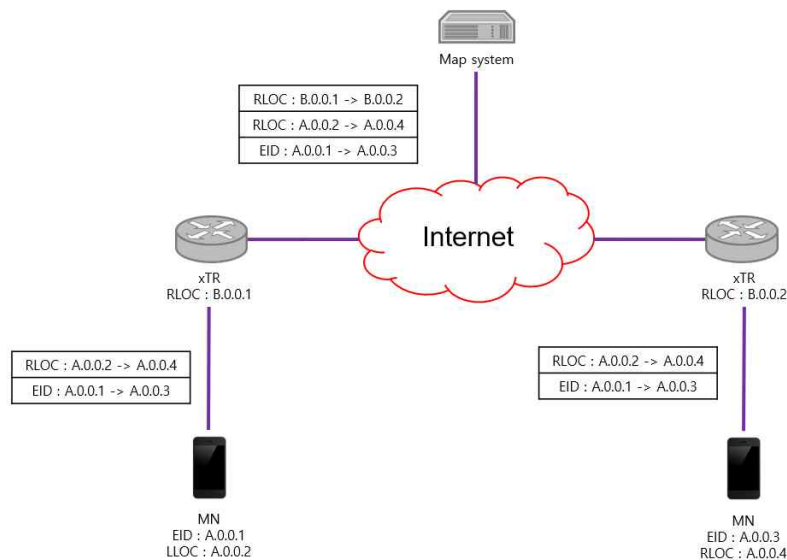 Map system
RLOC : B.0.0.1 -> B.0.0.2
RLOC : A.0.0.2 -> A.0.0.4
EID : A.0.0.1 -> A.0.0.3
Internet
xTR
RLOC : B.0.0.1
xTR
RLOC : B.0.0.2
RLOC : A.0.0.2 -> A.0.0.4
EID : A.0.0.1 -> A.0.0.3
RLOC : A.0.0.2 -> A.0.0.4
EID : A.0.0.1 -> A.0.0.3
MN
EID : A.0.0.1
LLOC : A.0.0.2
MN
EID : A.0.0.3
RLOC : A.0.0.4